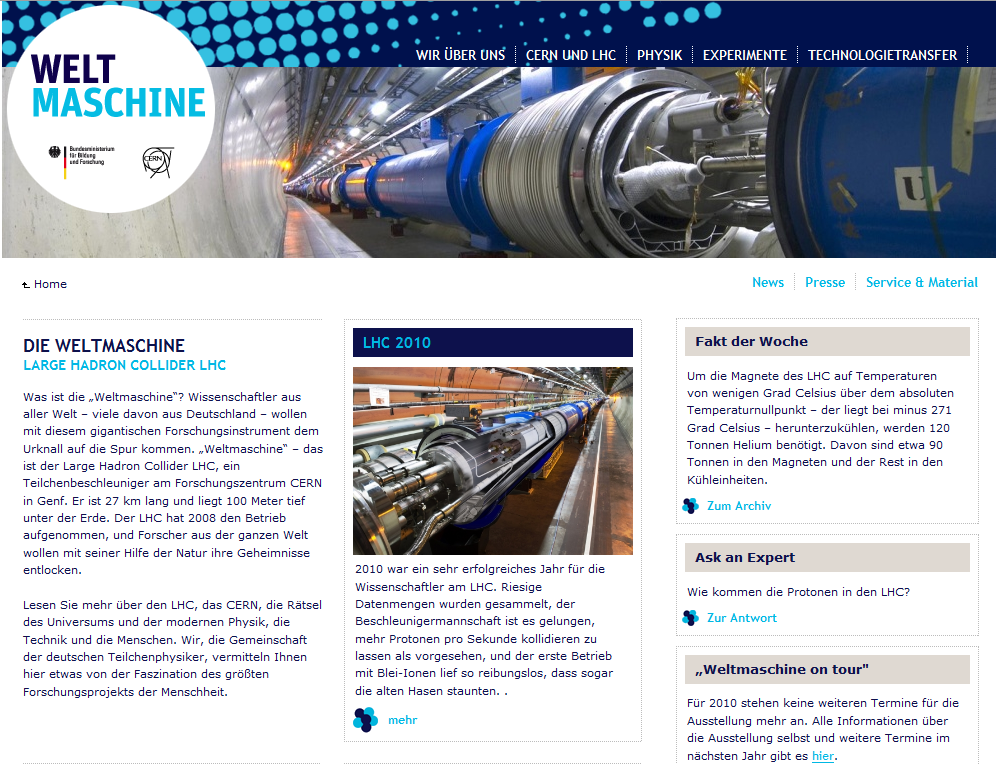 WELT
MASCHINE
Bundesministerium
für Bildung
und Forschung
CERN
WIR ÜBER UNS
CERN UND LHC
PHYSIK
EXPERIMENTE
TECHNOLOGIETRANSFER
U
Home
News
Presse
Service & Material
DIE WELTMASCHINE
LARGE HADRON COLLIDER LHC
Was ist die „Weltmaschine“? Wissenschaftler aus
aller Welt – viele davon aus Deutschland – wollen
mit diesem gigantischen Forschungsinstrument dem
Urknall auf die Spur kommen. „Weltmaschine“ – das
ist der Large Hadron Collider LHC, ein
Teilchenbeschleuniger am Forschungszentrum CERN
in Genf. Er ist 27 km lang und liegt 100 Meter tief
unter der Erde. Der LHC hat 2008 den Betrieb
aufgenommen, und Forscher aus der ganzen Welt
wollen mit seiner Hilfe der Natur ihre Geheimnisse
entlocken.
Lesen Sie mehr über den LHC, das CERN, die Rätsel
des Universums und der modernen Physik, die
Technik und die Menschen. Wir, die Gemeinschaft
der deutschen Teilchenphysiker, vermitteln Ihnen
hier etwas von der Faszination des größten
Forschungsprojekts der Menschheit.
LHC 2010
2010 war ein sehr erfolgreiches Jahr für die
Wissenschaftler am LHC. Riesige
Datenmengen wurden gesammelt, der
Beschleunigermannschaft ist es gelungen,
mehr Protonen pro Sekunde kollidieren zu
lassen als vorgesehen, und der erste Betrieb
mit Blei-Ionen lief so reibungslos, dass sogar
die alten Hasen staunten. .
mehr
Fakt der Woche
Um die Magnete des LHC auf Temperaturen
von wenigen Grad Celsius über dem absoluten
Temperaturnullpunkt – der liegt bei minus 271
Grad Celsius – herunterzukühlen, werden 120
Tonnen Helium benötigt. Davon sind etwa 90
Tonnen in den Magneten und der Rest in den
Kühleinheiten.
Zum Archiv
Ask an Expert
Wie kommen die Protonen in den LHC?
Zur Antwort
„Weltmaschine on tour"
Für 2010 stehen keine weiteren Termine für die
Ausstellung mehr an. Alle Informationen über
die Ausstellung selbst und weitere Termine im
nächsten Jahr gibt es hier.